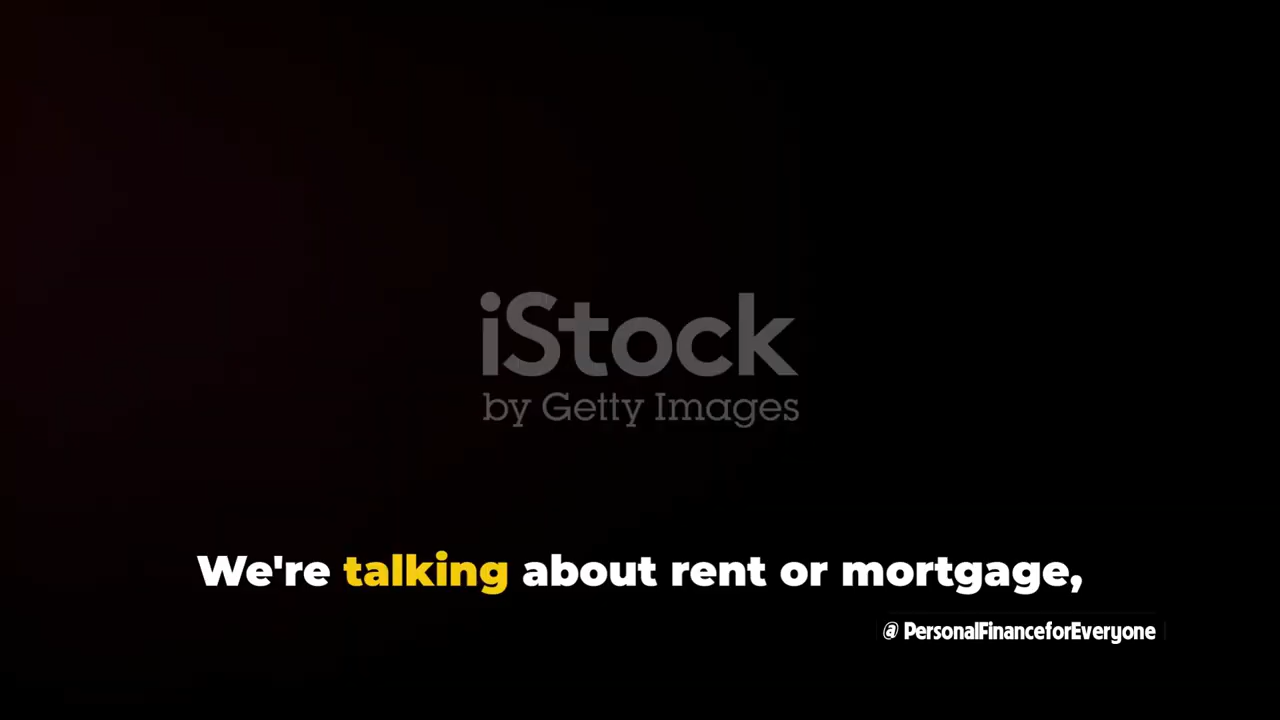 iStock
by Getty Images
We're talking about rent or mortgage,
@ PersonalFinanceforEveryone